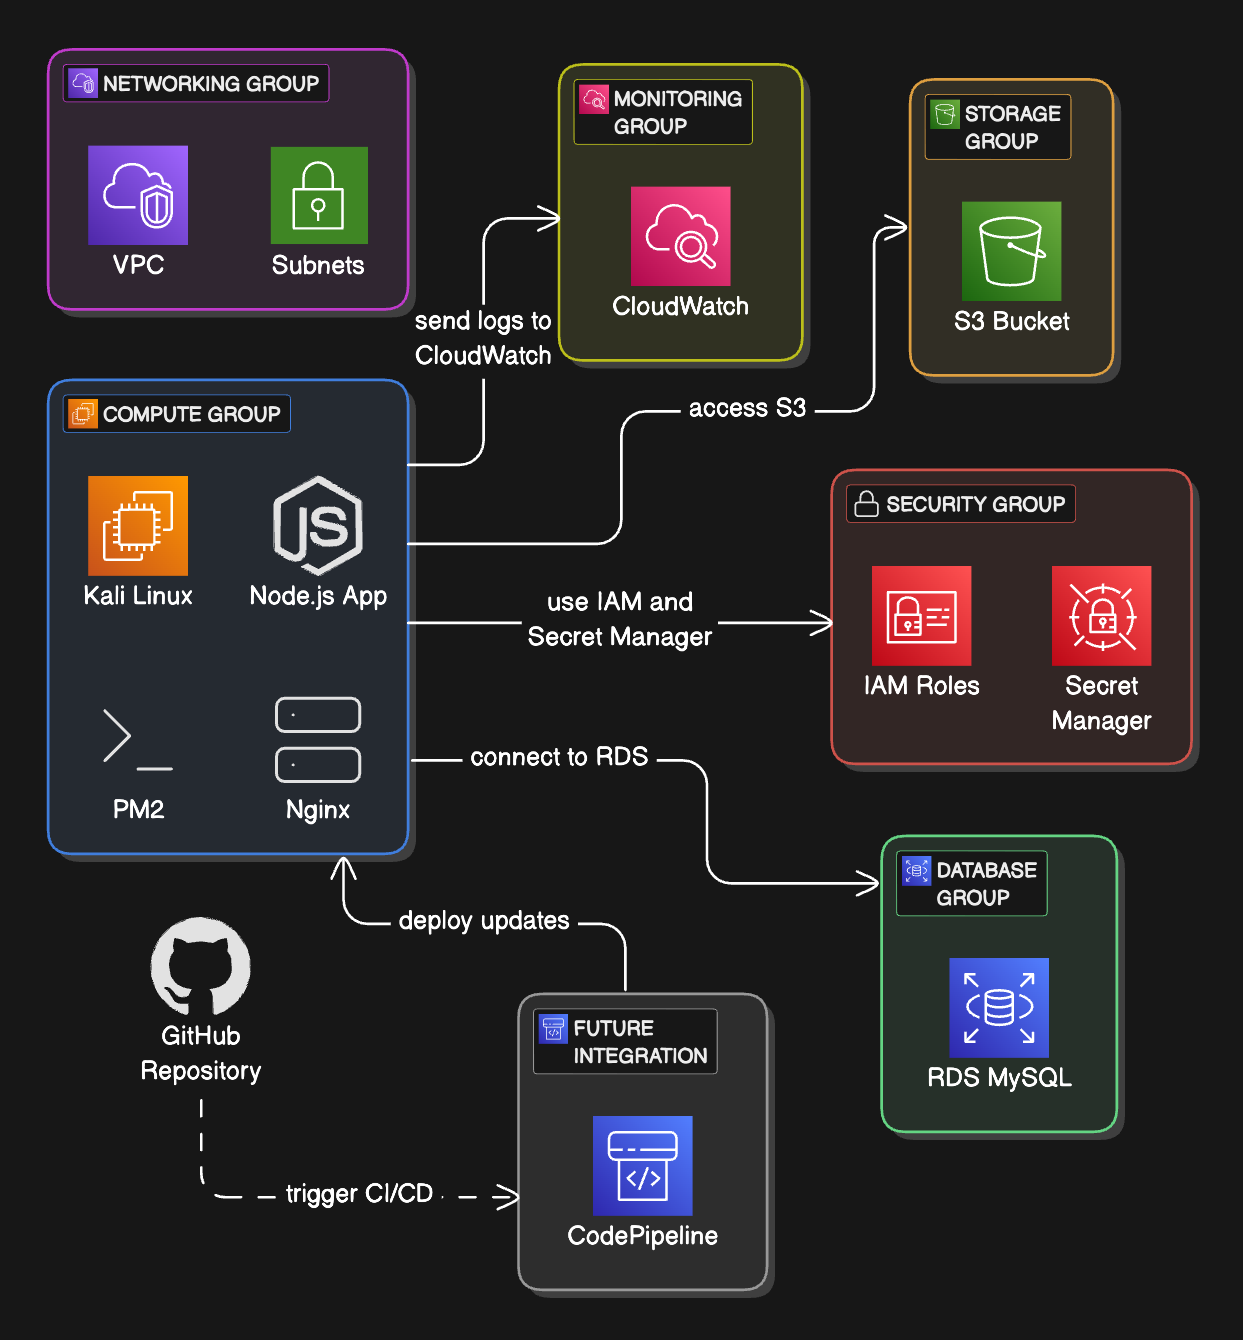 NETWORKING GROUP
VPC
Subnets
MONITORING
GROUP
CloudWatch
STORAGE
GROUP
S3 Bucket
send logs to
CloudWatch
access S3
COMPUTE GROUP
Kali Linux
JS
Node.js App
PM2
Nginx
use IAM and
Secret Manager
SECURITY GROUP
IAM Roles
Secret
Manager
connect to RDS
DATABASE
GROUP
RDS MySQL
deploy updates
GitHub
Repository
trigger CI/CD
FUTURE
INTEGRATION
CodePipeline